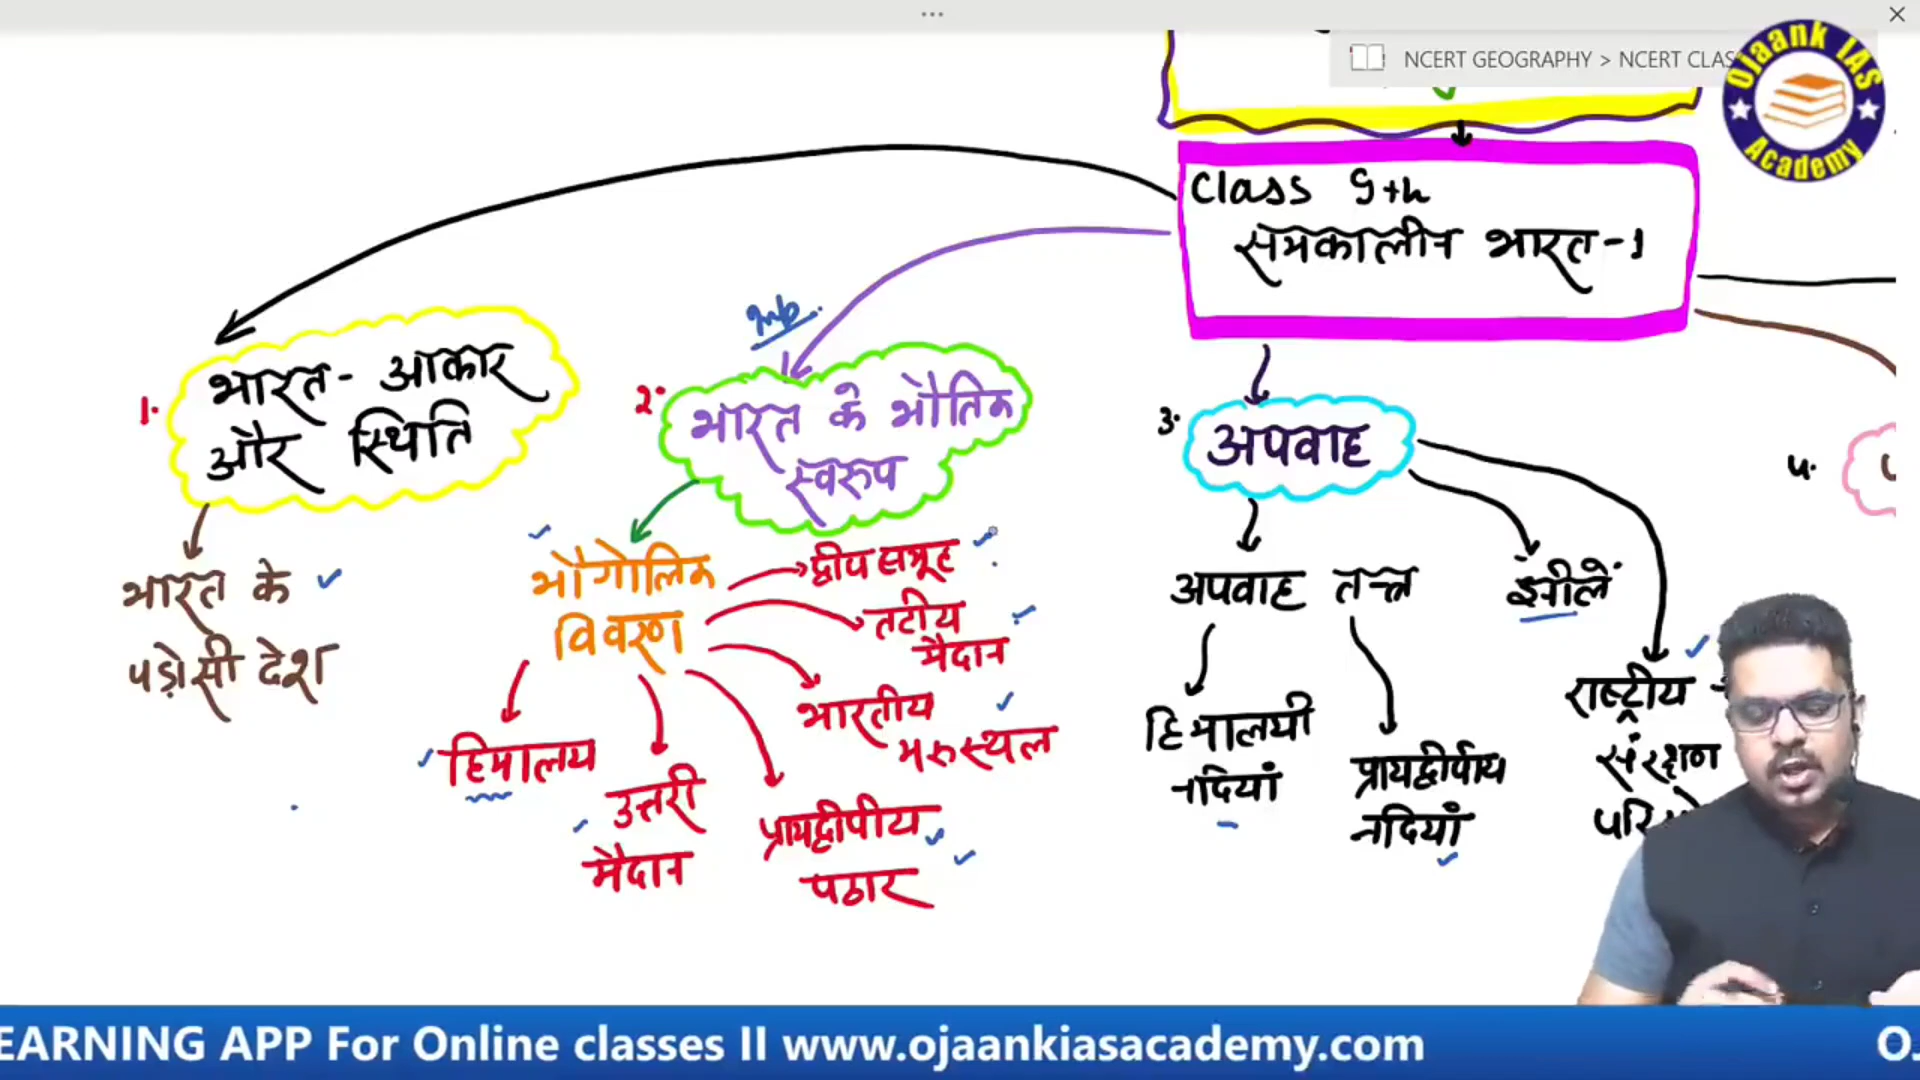 NCERT GEOGRAPHY > NCERT CLAS
Ojaank IAS
Academy
Class 9th
समकालीन भारत-1
Imp.
1. भारत- आकार
और स्थिति
भारत के
पड़ोसी देश
2. भारत के भौतिक
स्वरूप
भौगोलिक
विवरण
द्वीप समूह
तटीय
मैदान
भारतीय
मरुस्थल
हिमालय
उत्तरी
मैदान
प्रायद्वीपीय
पठार
3. अपवाह
अपवाह तन्त्र
झीलें
हिमालयी
नदियां
प्रायद्वीपीय
नदियाँ
राष्ट्रीय
संरक्षण
4.
EARNING APP For Online classes II www.ojaankiasacademy.com